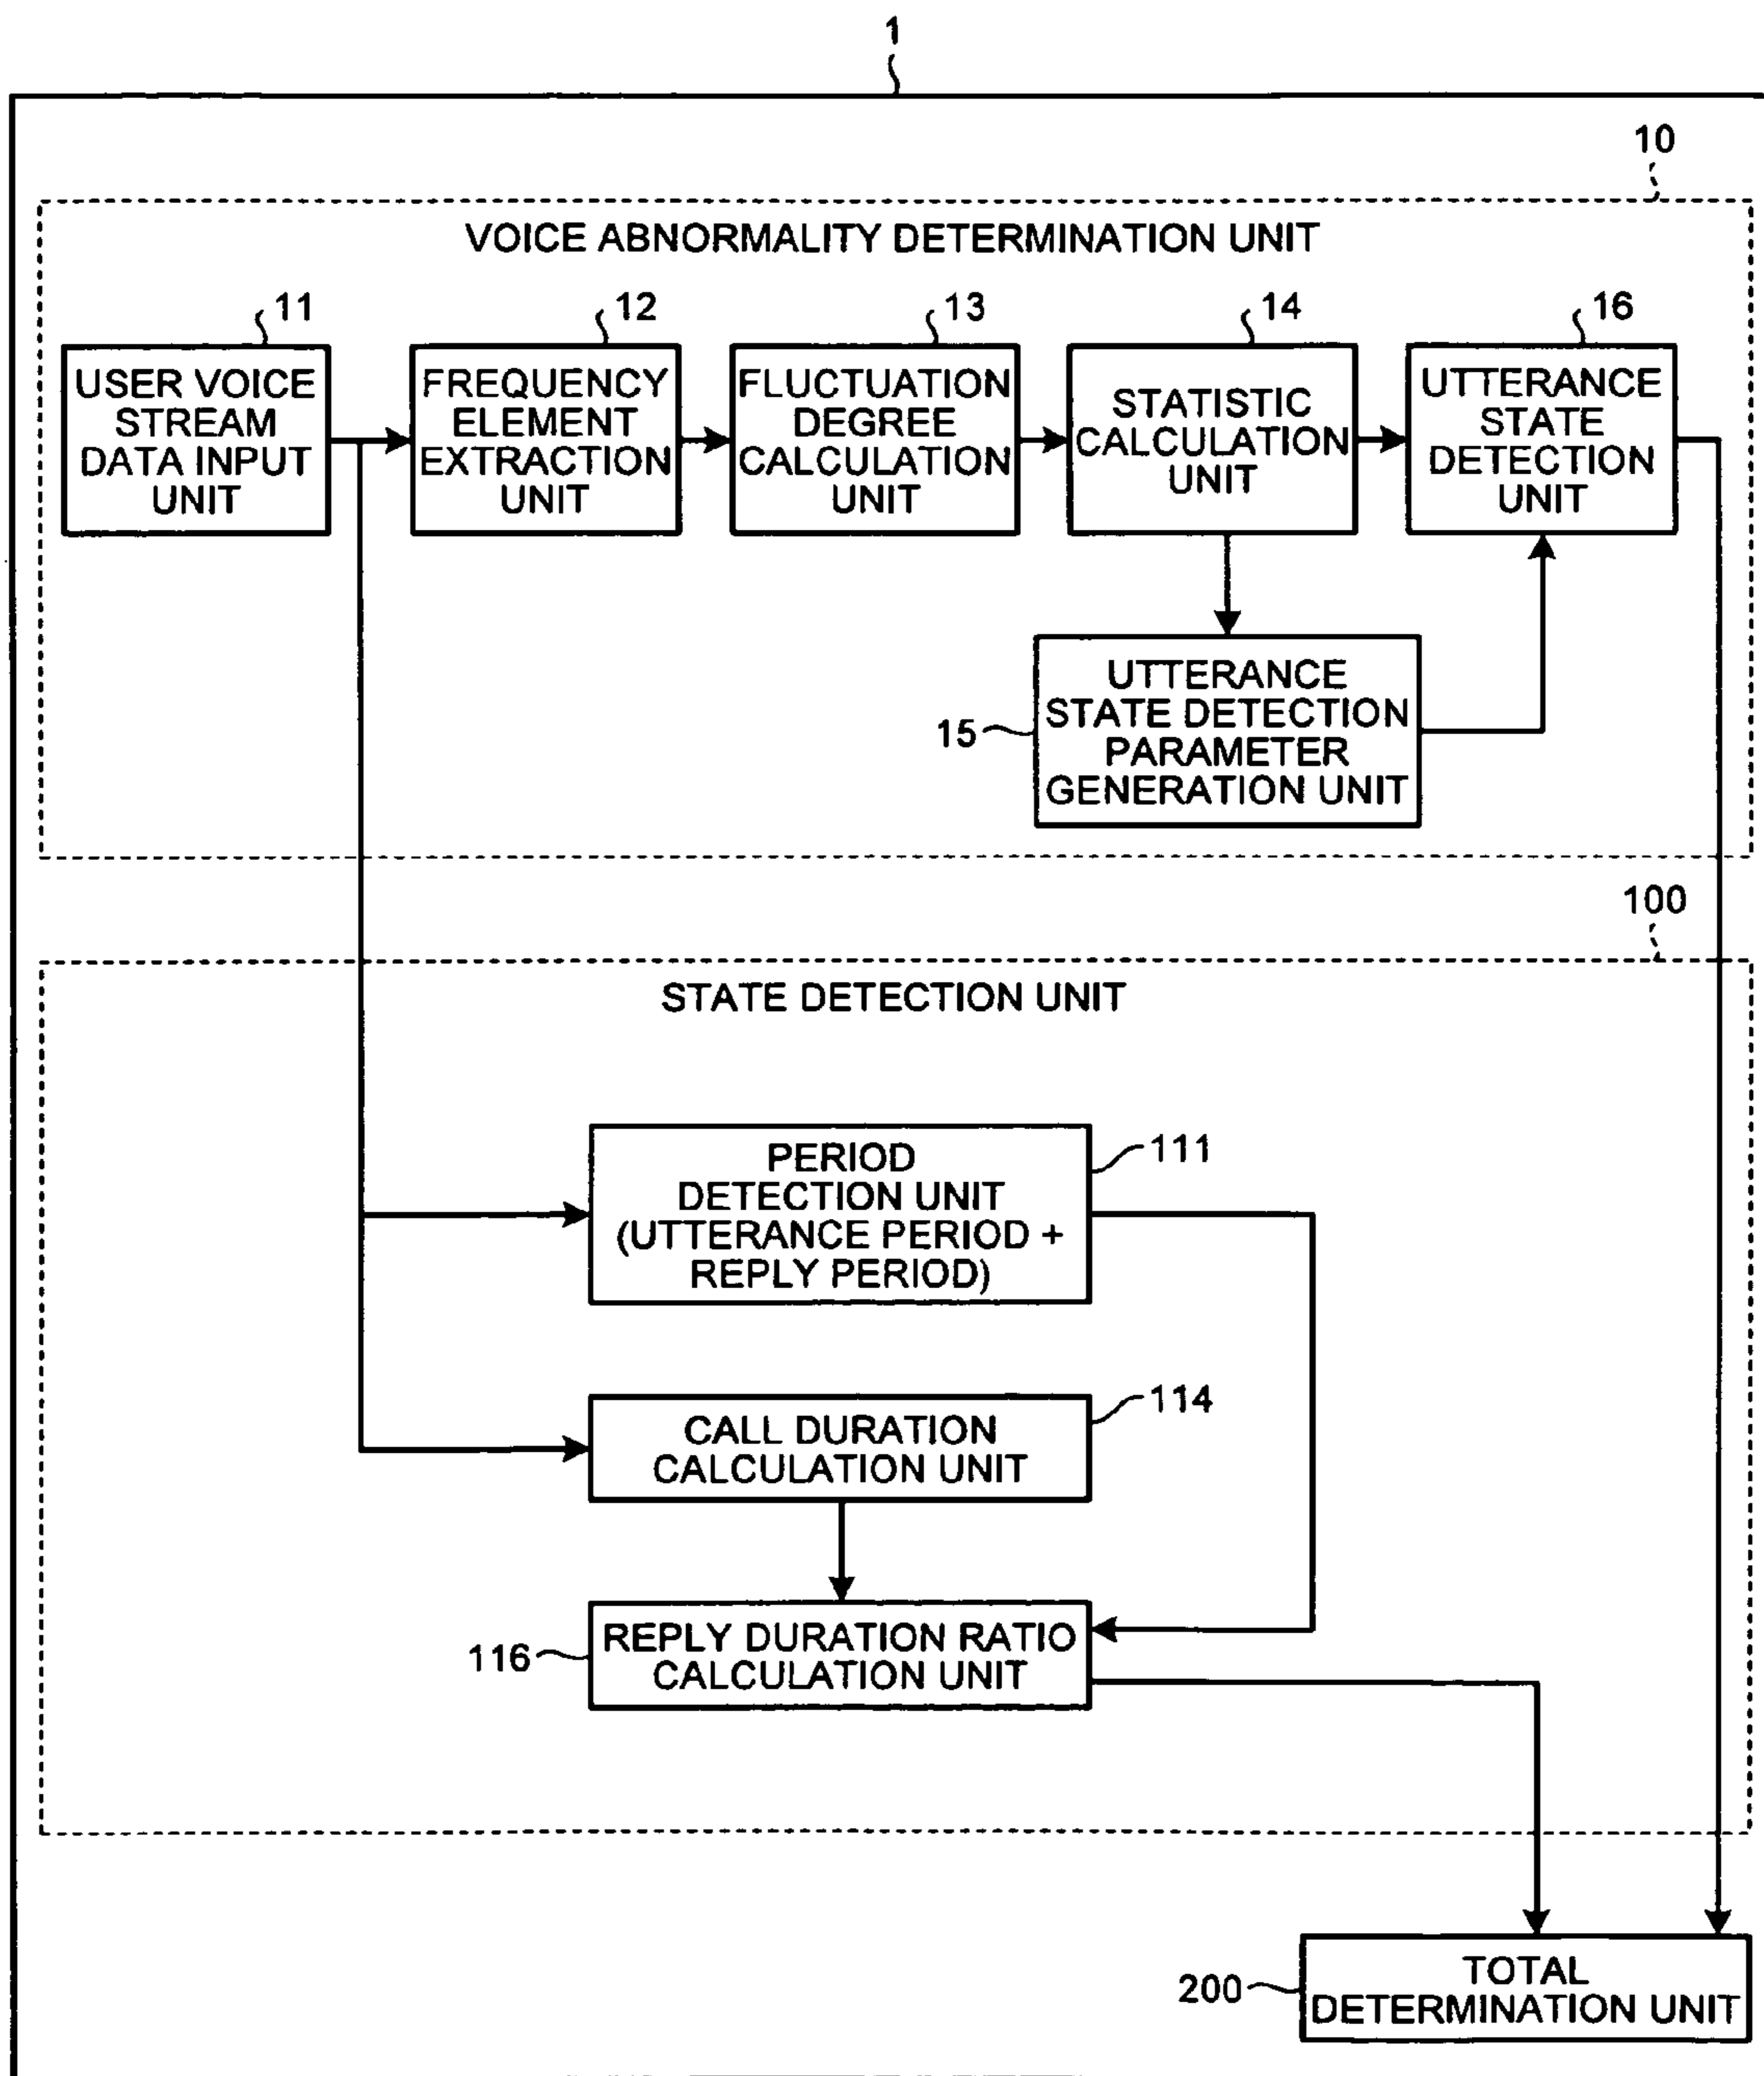 1
10
VOICE ABNORMALITY DETERMINATION UNIT
11
12
13
14
16
USER VOICE
STREAM
DATA INPUT
UNIT
FREQUENCY
ELEMENT
EXTRACTION
UNIT
FLUCTUATION
DEGREE
CALCULATION
UNIT
STATISTIC
CALCULATION
UNIT
UTTERANCE
STATE
DETECTION
UNIT
15
UTTERANCE
STATE DETECTION
PARAMETER
GENERATION UNIT
100
STATE DETECTION UNIT
111
PERIOD
DETECTION UNIT
(UTTERANCE PERIOD +
REPLY PERIOD)
114
CALL DURATION
CALCULATION UNIT
116
REPLY DURATION RATIO
CALCULATION UNIT
200
TOTAL
DETERMINATION UNIT